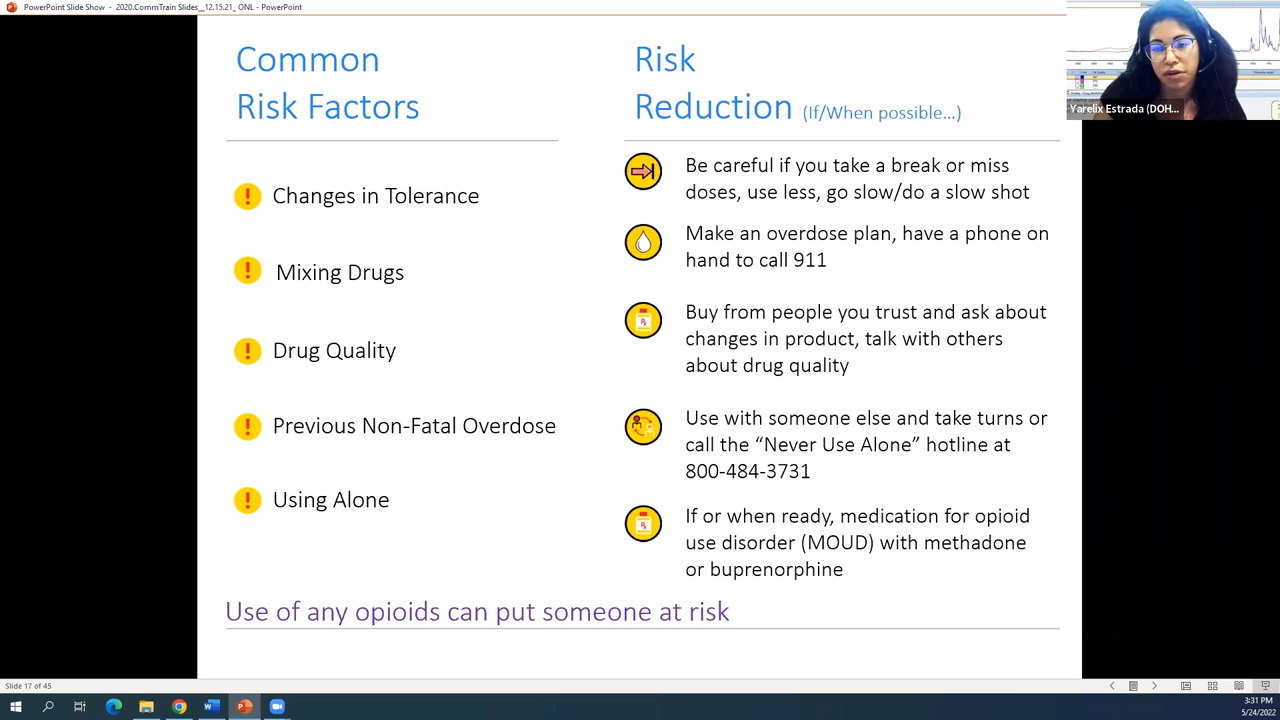 PowerPoint Slide Show - 2020.CommTrain Slides__12.15.21_ ONL - PowerPoint
Common
Risk Factors
Changes in Tolerance
Mixing Drugs
Drug Quality
Previous Non-Fatal Overdose
Using Alone
Risk
Reduction (If/When possible...)
Be careful if you take a break or miss
doses, use less, go slow/do a slow shot
Make an overdose plan, have a phone on
hand to call 911
Buy from people you trust and ask about
changes in product, talk with others
about drug quality
Use with someone else and take turns or
call the “Never Use Alone” hotline at
800-484-3731
If or when ready, medication for opioid
use disorder (MOUD) with methadone
or buprenorphine
Use of any opioids can put someone at risk
Yarelix Estrada (DOH...
Slide 17 of 45
3:31 PM
5/24/2022